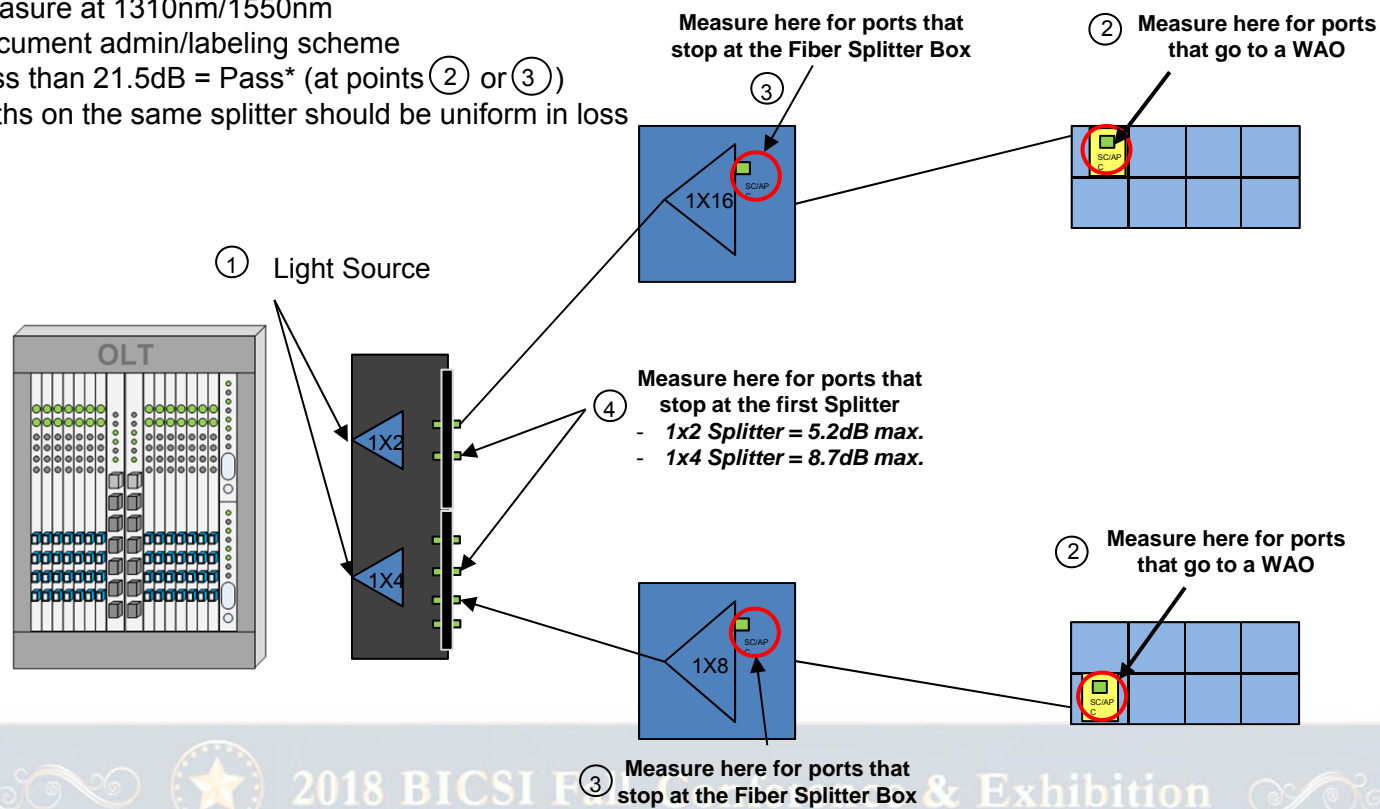 at 1310nm/1550nm
admin/labeling scheme
than 21.5dB = Pass* (at points 2 or 3)
on the same splitter should be uniform in loss
Measure here for ports that
stop at the Fiber Splitter Box
3
2 Measure here for ports
that go to a WAO
SC/AP
C
1X16
SC/AP
C
1 Light Source
OLT
1X2
1X4
4
Measure here for ports that
stop at the first Splitter
- 1x2 Splitter = 5.2dB max.
- 1x4 Splitter = 8.7dB max.
1X8
SC/AP
C
2 Measure here for ports
that go to a WAO
SC/AP
C
3 Measure here for ports that
stop at the Fiber Splitter Box
2018 BICSI & Exhibition